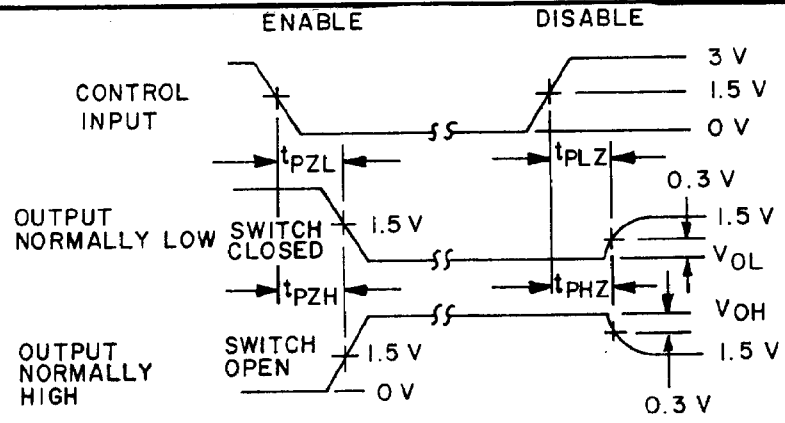 ENABLE DISABLE
3 V
CONTROL
INPUT
1.5 V
0 V
tPZL tPLZ
0.3 V
OUTPUT
NORMALLY LOW
SWITCH
CLOSED
1.5 V
1.5 V
VOL
tPZH tPHZ
VOH
OUTPUT
NORMALLY
HIGH
SWITCH
OPEN
1.5 V
1.5 V
0 V
0.3 V